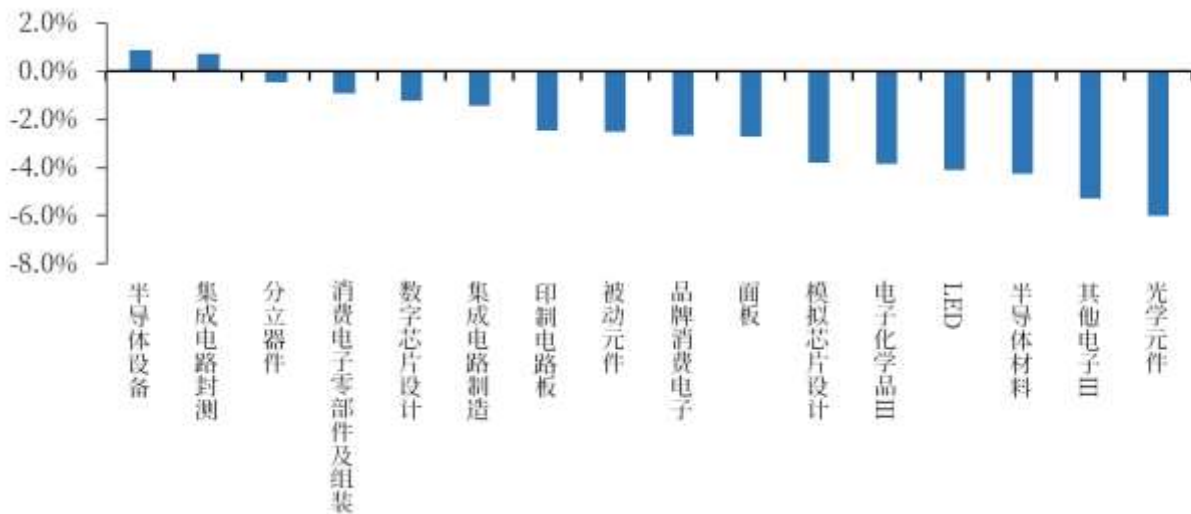 2.0%
0.0%
-2.0%
-4.0%
-6.0%
-8.0%
半导体设备
集成电路封测
分立器件
消费电子零部件及组装
数字芯片设计
集成电路制造
印制电路板
被动元件
品牌消费电子
面板
模拟芯片设计
电子化学品III
LED
半导体材料
其他电子III
光学元件